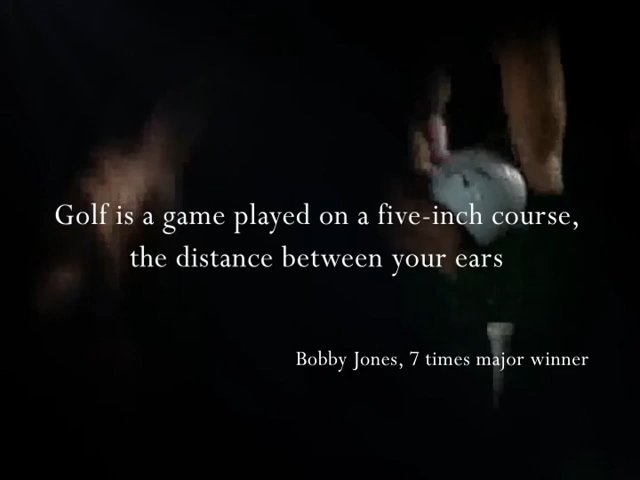 Golf is a game played on a five-inch course,
the distance between your ears
Bobby Jones, 7 times major winner